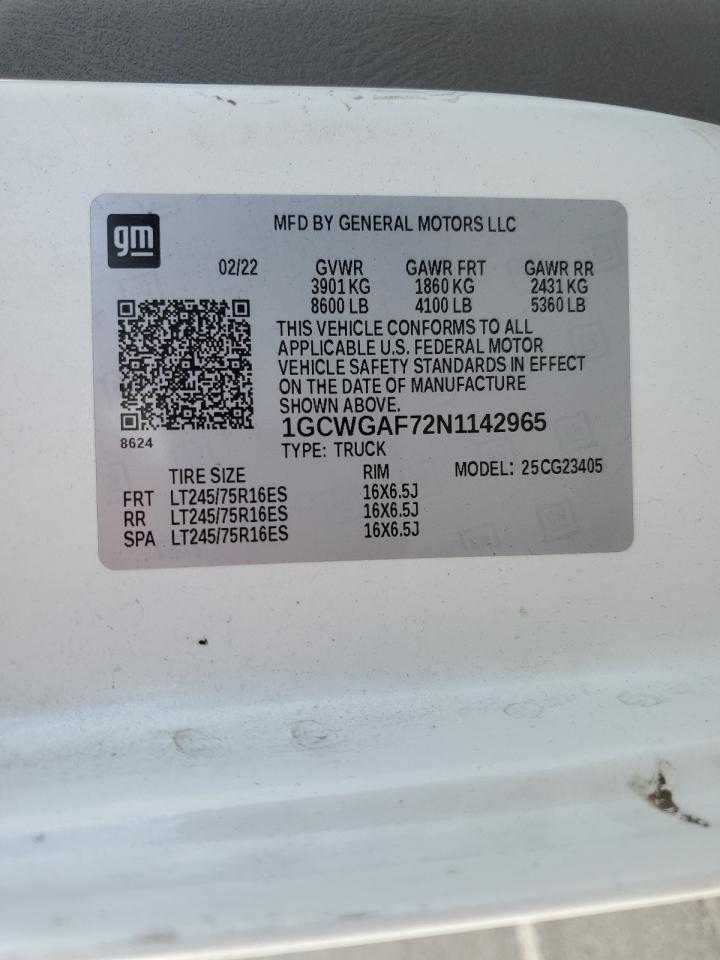 gm
MFD BY GENERAL MOTORS LLC
02/22 GVWR GAWR FRT GAWR RR
3901 KG 1860 KG 2431 KG
8600 LB 4100 LB 5360 LB
THIS VEHICLE CONFORMS TO ALL
APPLICABLE U.S. FEDERAL MOTOR
VEHICLE SAFETY STANDARDS IN EFFECT
ON THE DATE OF MANUFACTURE
SHOWN ABOVE.
8624
1GCWGAF72N1142965
TYPE: TRUCK
TIRE SIZE RIM MODEL: 25CG23405
FRT LT245/75R16ES 16X6.5J
RR LT245/75R16ES 16X6.5J
SPA LT245/75R16ES 16X6.5J